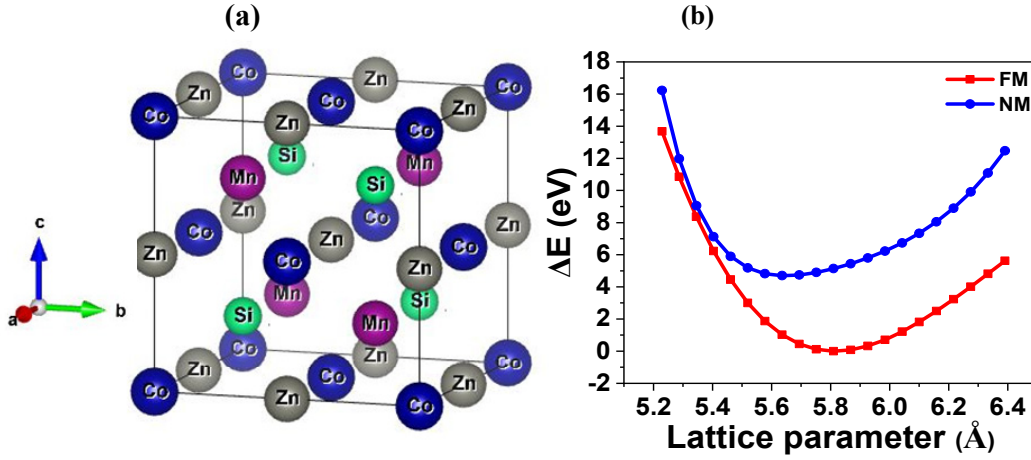 (a)
(b)
Co
Zn
Co
Zn
Co
Zn
Co
Zn
Co
Zn
Si
Mn
Mn
Si
Zn
Co
Co
Zn
Zn
Co
Co
Zn
Mn
Si
Si
Mn
Co
Zn
Co
Zn
Co
Zn
Co
Zn
Co
c
b
a
18
16
14
12
10
8
6
4
2
0
-2
ΔE (eV)
FM
NM
5.2 5.4 5.6 5.8 6.0 6.2 6.4
Lattice parameter (Å)